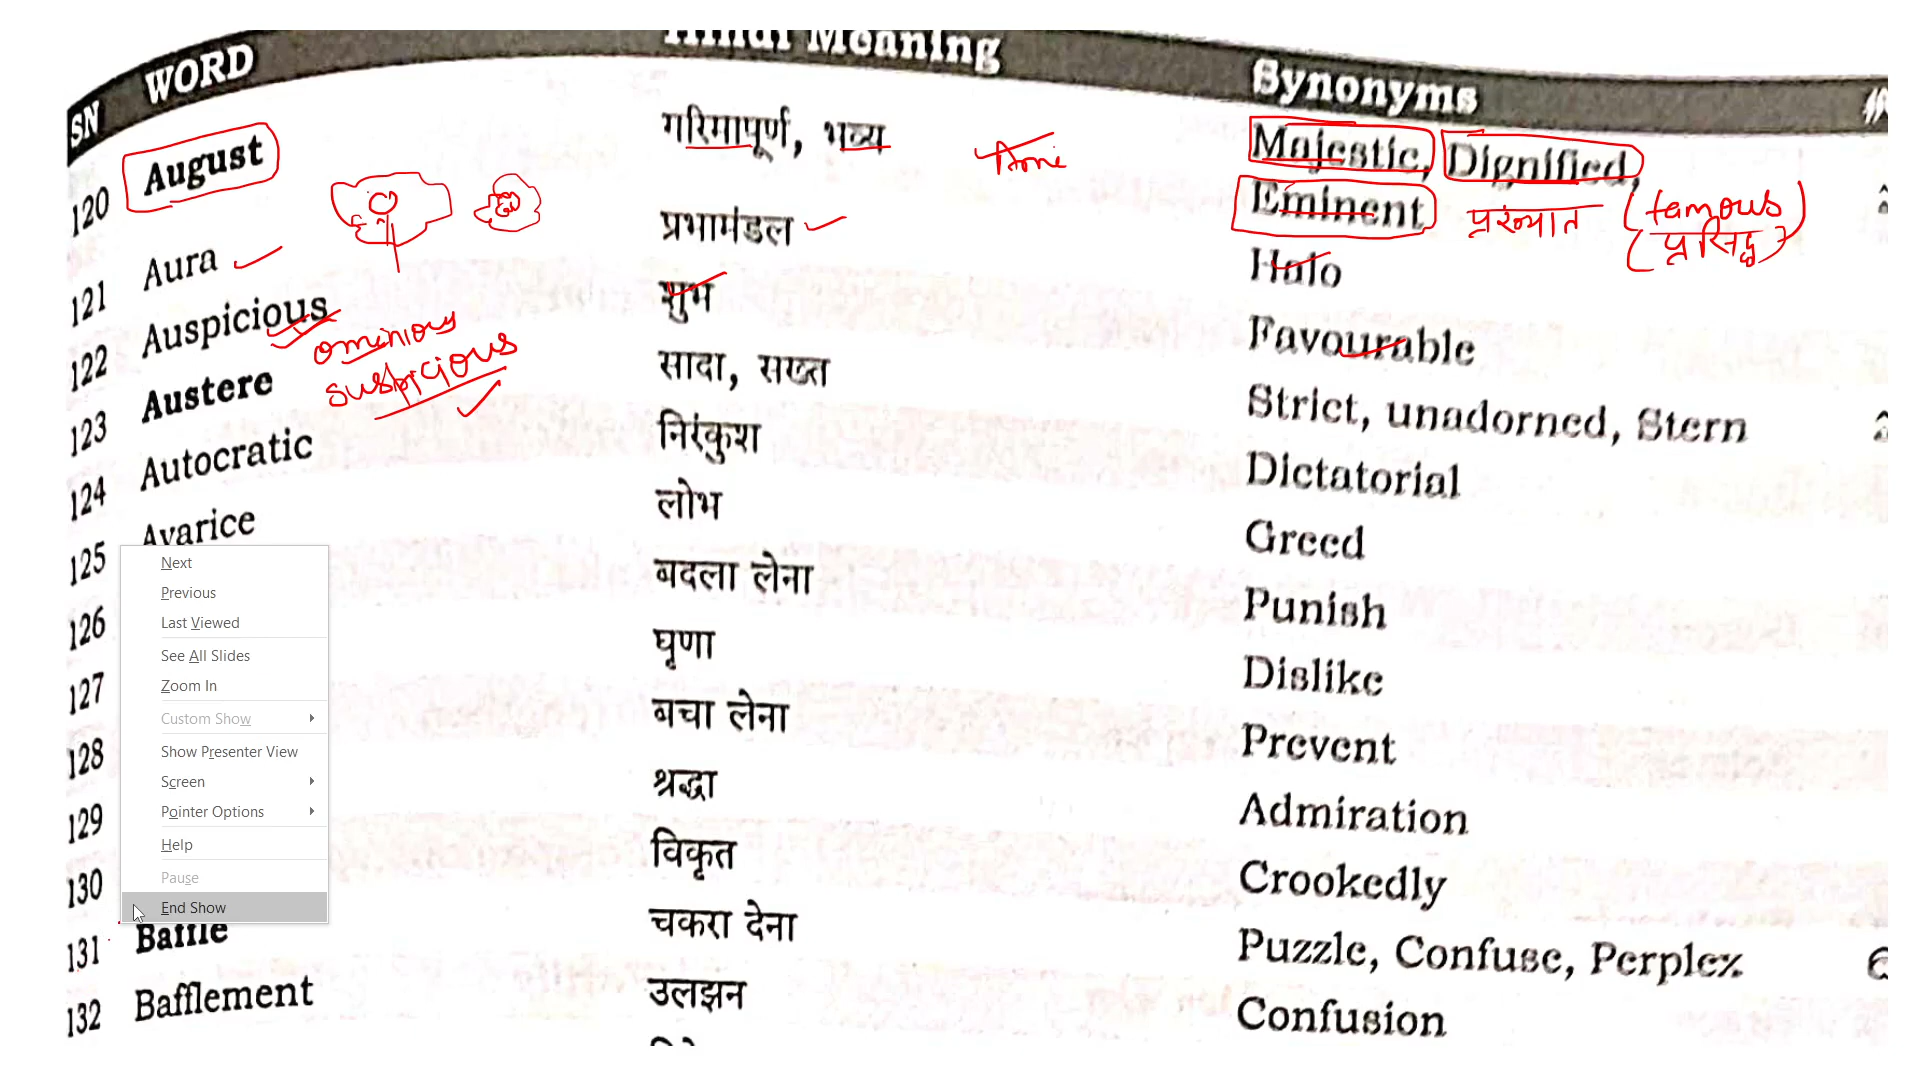 SN WORD Hindi Meaning Synonyms
120 August गरिमापूर्ण, भव्य Majestic, Dignified,
Eminent प्रख्यात (famous)
(प्रसिद्ध)
121 Aura प्रभामंडल Halo
122 Auspicious शुभ Favourable
ominious
suspicious
123 Austere सादा, सख्त Strict, unadorned, Stern
124 Autocratic निरंकुश Dictatorial
125 Avarice लोभ Greed
126 बदला लेना Punish
127 घृणा Dislike
128 बचा लेना Prevent
129 श्रद्धा Admiration
130 विकृत Crookedly
131 Baffle चकरा देना Puzzle, Confuse, Perplex
132 Bafflement उलझन Confusion
Next
Previous
Last Viewed
See All Slides
Zoom In
Custom Show
Show Presenter View
Screen
Pointer Options
Help
Pause
End Show